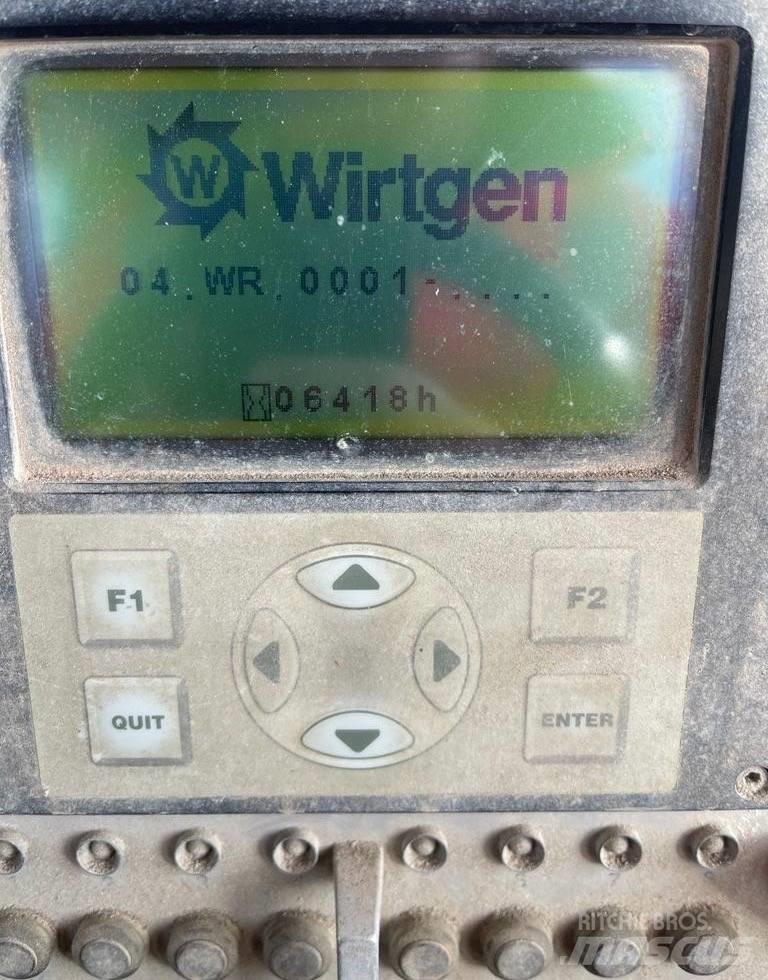 W Wirtgen
04.WR.0001-....
06418h
F1 F2
QUIT ENTER
RITCHIE BROS.
MASCUS